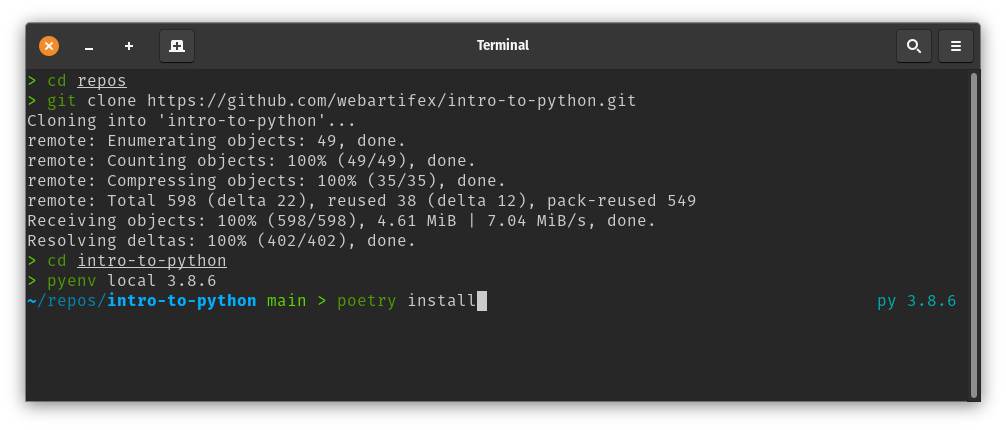 Terminal
> cd repos
> git clone https://github.com/webartifex/intro-to-python.git
Cloning into 'intro-to-python'...
remote: Enumerating objects: 49, done.
remote: Counting objects: 100% (49/49), done.
remote: Compressing objects: 100% (35/35), done.
remote: Total 598 (delta 22), reused 38 (delta 12), pack-reused 549
Receiving objects: 100% (598/598), 4.61 MiB | 7.04 MiB/s, done.
Resolving deltas: 100% (402/402), done.
> cd intro-to-python
> pyenv local 3.8.6
~/repos/intro-to-python main > poetry install py 3.8.6